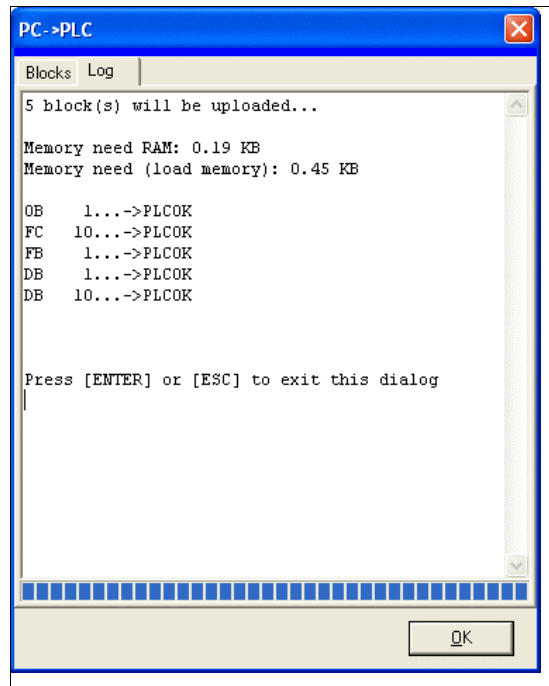 PC->PLC
Blocks Log
5 block(s) will be uploaded...
Memory need RAM: 0.19 KB
Memory need (load memory): 0.45 KB
OB 1...->PLCOK
FC 10...->PLCOK
FB 1...->PLCOK
DB 1...->PLCOK
DB 10...->PLCOK
Press [ENTER] or [ESC] to exit this dialog
OK